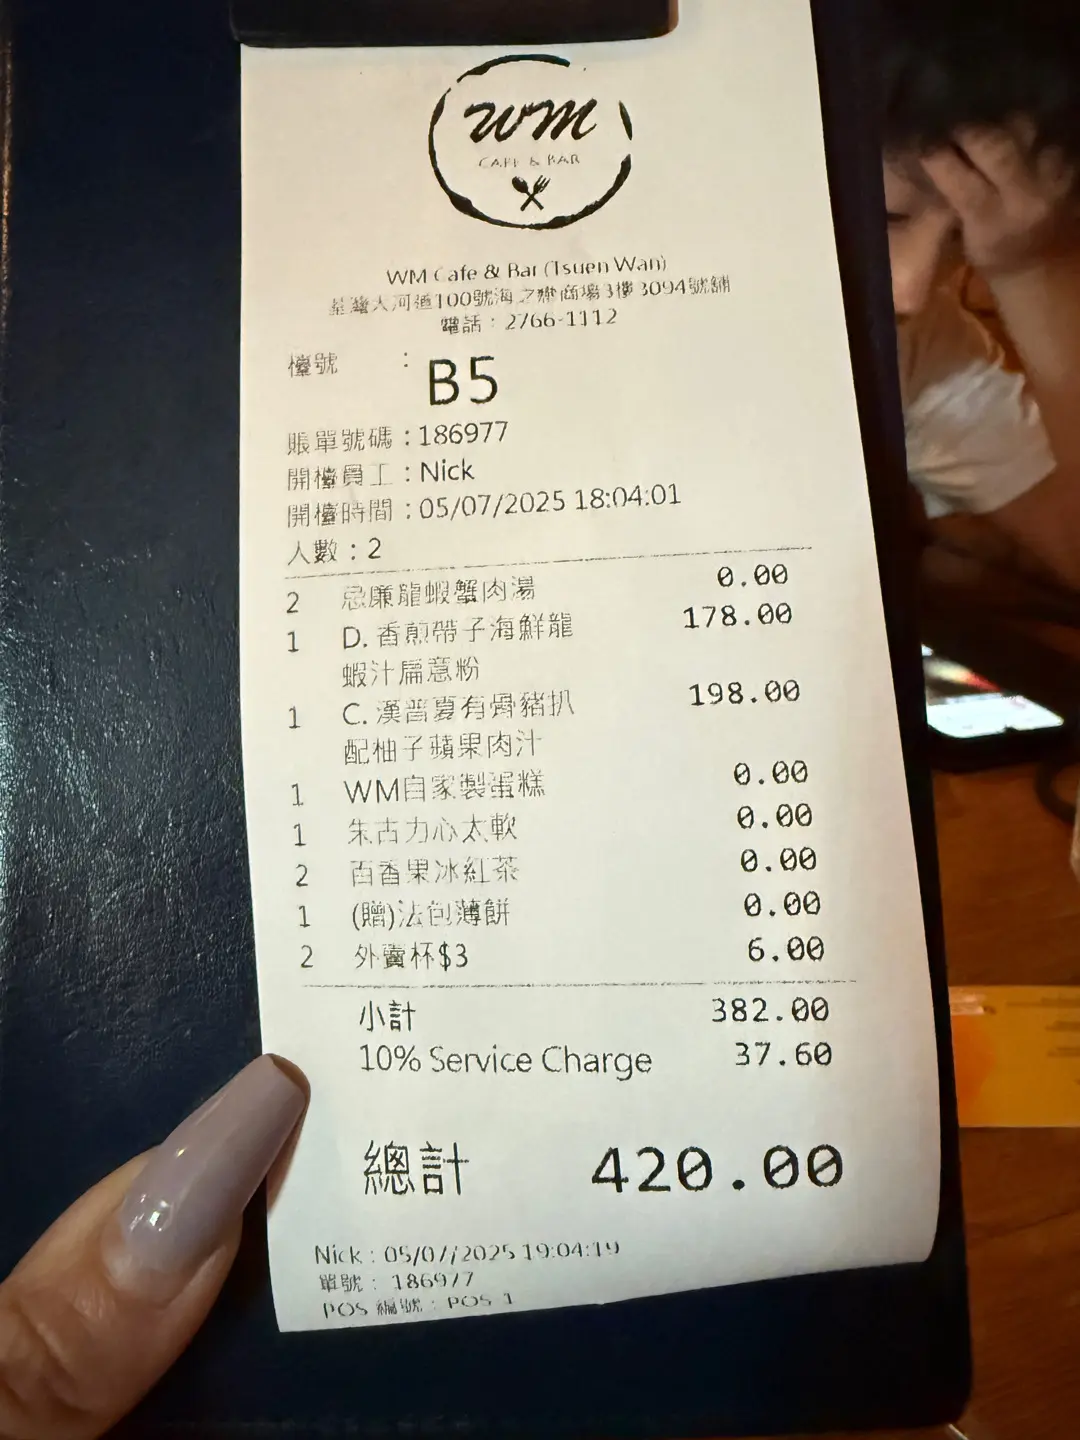 wm
CAFE & BAR
WM Cafe & Bar (Tsuen Wan)
荃灣大河道100號海之戀商場3樓3094號舖
電話：2766-1112
檯號 : B5
賬單號碼：186977
開檯員工：Nick
開檯時間：05/07/2025 18:04:01
人數：2
2 忌廉龍蝦蟹肉湯 0.00
1 D. 香煎帶子海鮮龍 178.00
蝦汁扁意粉
1 C. 漢普夏有骨豬扒 198.00
配柚子蘋果肉汁
1 WM自家製蛋糕 0.00
1 朱古力心太軟 0.00
2 百香果冰紅茶 0.00
1 (贈)法包薄餅 0.00
2 外賣杯$3 6.00
小計 382.00
10% Service Charge 37.60
總計 420.00
Nick : 05/07/2025 19:04:19
單號： 186977
POS 編號 : POS 1